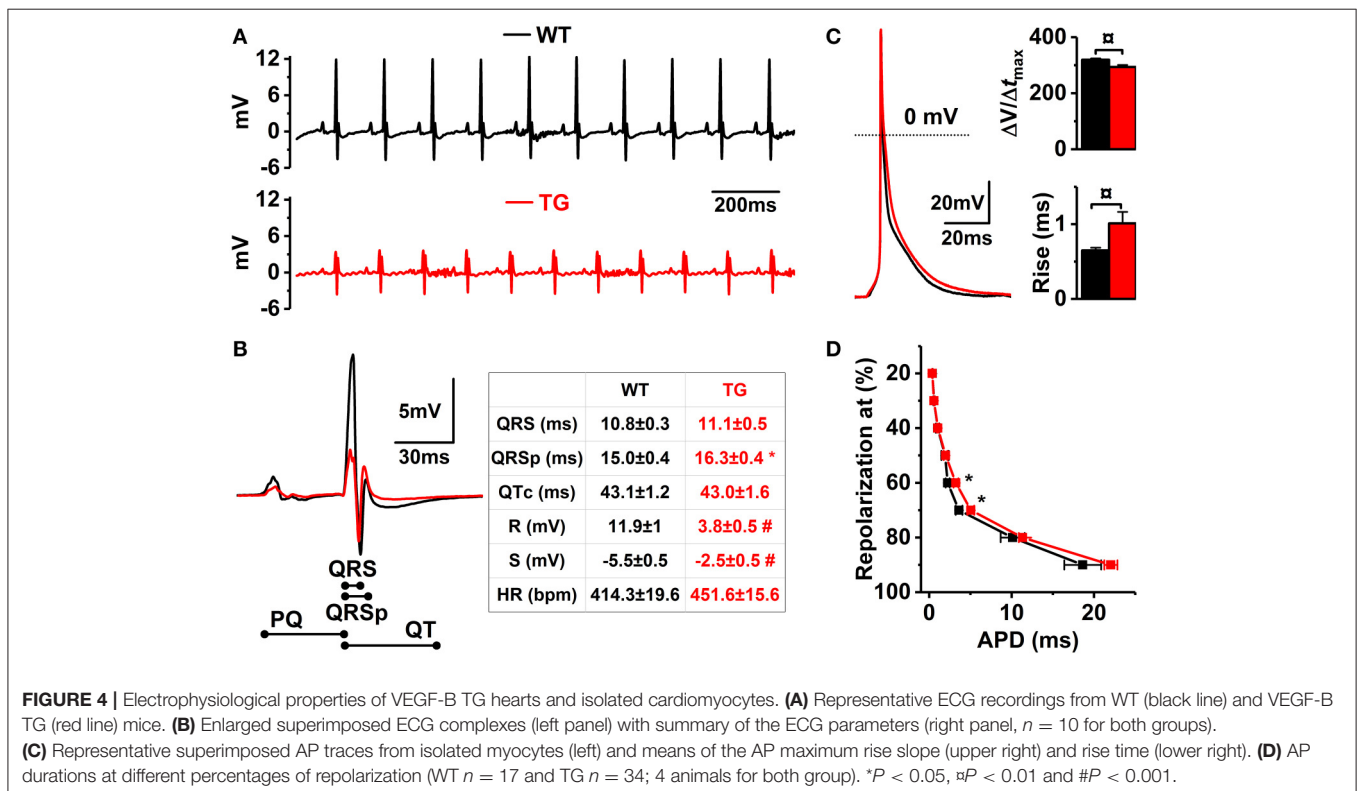 A
WT
12
6
0
-6
mV
TG
200ms
12
6
0
-6
mV
B
5mV
30ms
QRS
QRSp
PQ
QT
WT TG
QRS (ms) 10.8±0.3 11.1±0.5
QRSp (ms) 15.0±0.4 16.3±0.4 *
QTc (ms) 43.1±1.2 43.0±1.6
R (mV) 11.9±1 3.8±0.5 #
S (mV) -5.5±0.5 -2.5±0.5 #
HR (bpm) 414.3±19.6 451.6±15.6
C
0 mV
20mV
20ms
400
200
0
ΔV/Δtmax
¤
1
0
Rise (ms)
¤
D
20
40
60
80
100
Repolarization at (%)
*
*
0 10 20
APD (ms)
FIGURE 4 | Electrophysiological properties of VEGF-B TG hearts and isolated cardiomyocytes. (A) Representative ECG recordings from WT (black line) and VEGF-B
TG (red line) mice. (B) Enlarged superimposed ECG complexes (left panel) with summary of the ECG parameters (right panel, n = 10 for both groups).
(C) Representative superimposed AP traces from isolated myocytes (left) and means of the AP maximum rise slope (upper right) and rise time (lower right). (D) AP
durations at different percentages of repolarization (WT n = 17 and TG n = 34; 4 animals for both group). *P < 0.05, ¤P < 0.01 and #P < 0.001.